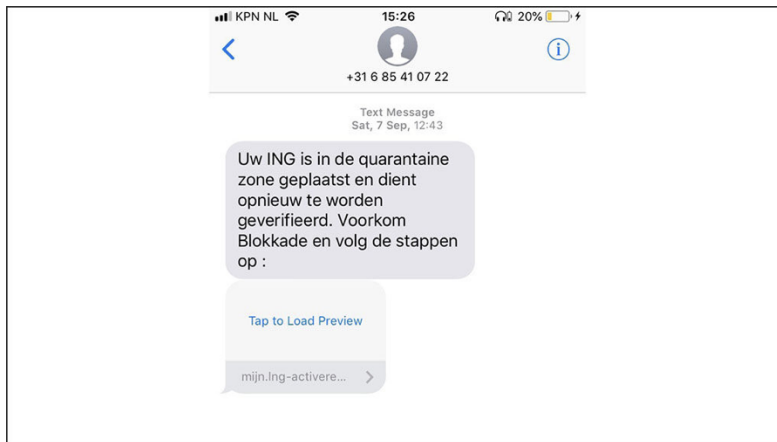 KPN NL 15:26 20%
+31 6 85 41 07 22
Text Message
Sat, 7 Sep, 12:43
Uw ING is in de quarantaine
zone geplaatst en dient
opnieuw te worden
geverifieerd. Voorkom
Blokkade en volg de stappen
op :
Tap to Load Preview
mijn.Ing-activere...